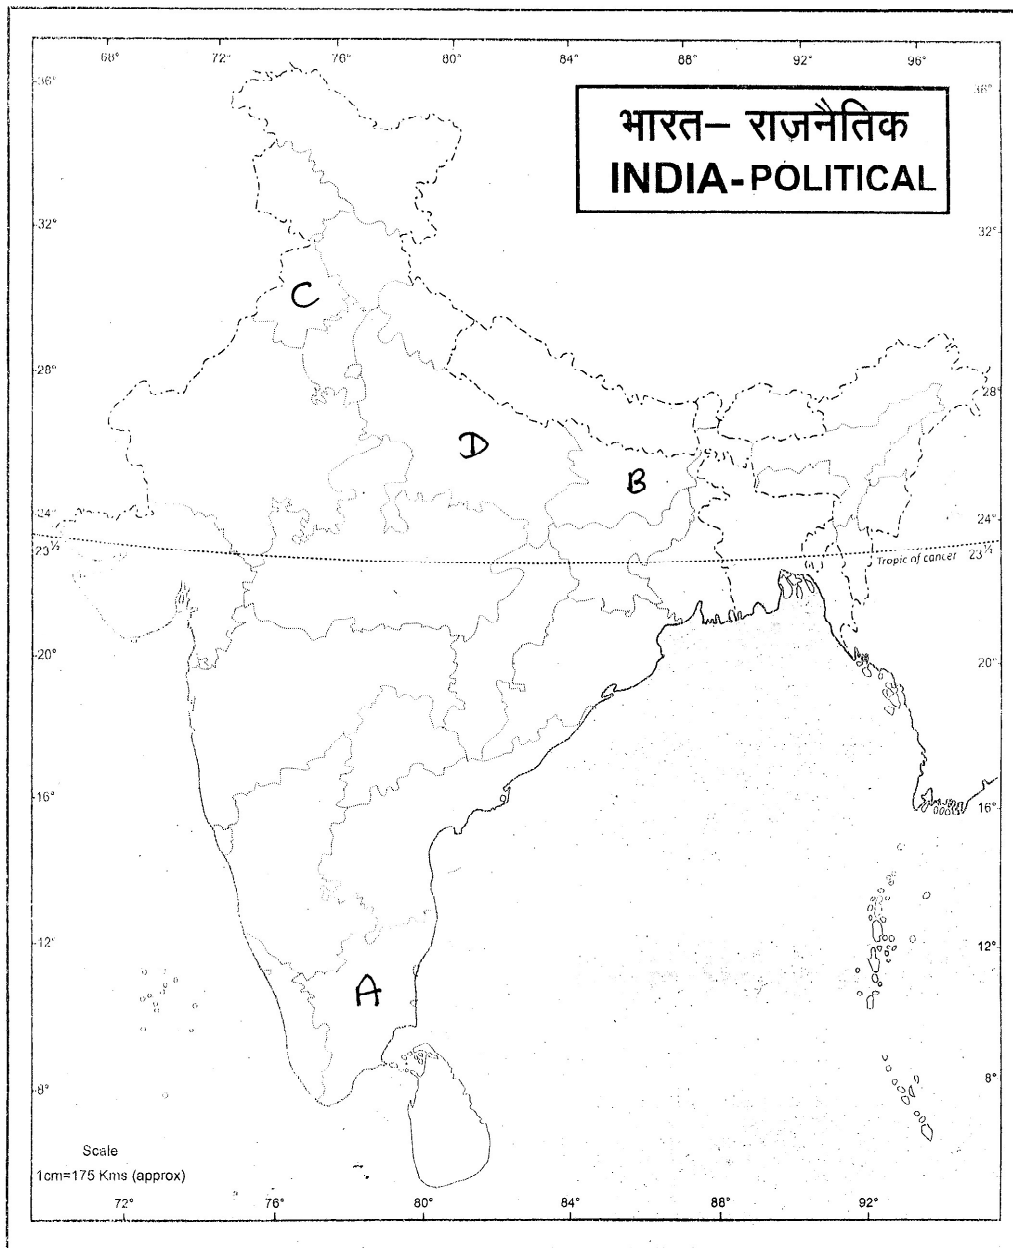 68° 72° 76° 80° 84° 88° 92° 96°
36° 36°
भारत– राजनैतिक
INDIA-POLITICAL
32° 32°
C
28° 28°
D
B
24° 24°
23½ 23½
Tropic of cancer
20° 20°
16° 16°
12° 12°
A
8° 8°
Scale
1cm=175 Kms (approx)
72° 76° 80° 84° 88° 92°